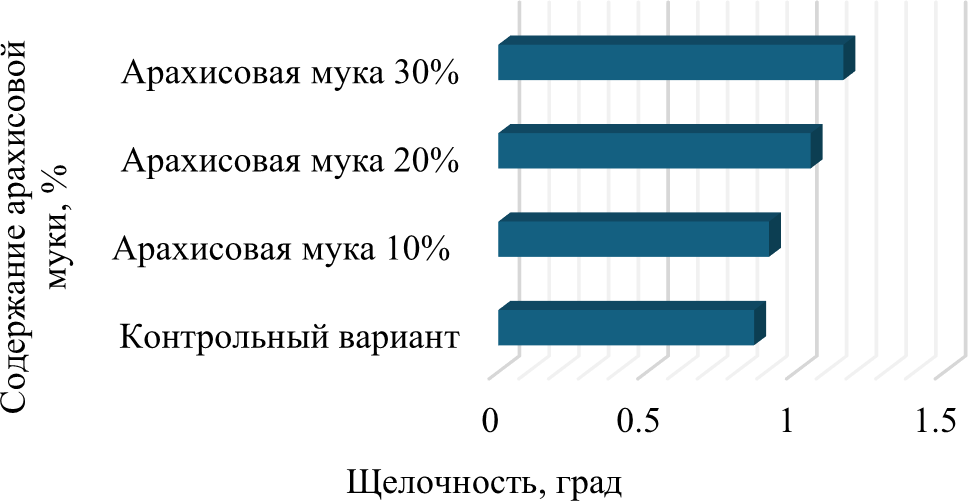 Содержание арахисовой
муки, %
Арахисовая мука 30%
Арахисовая мука 20%
Арахисовая мука 10%
Контрольный вариант
0 0.5 1 1.5
Щелочность, град